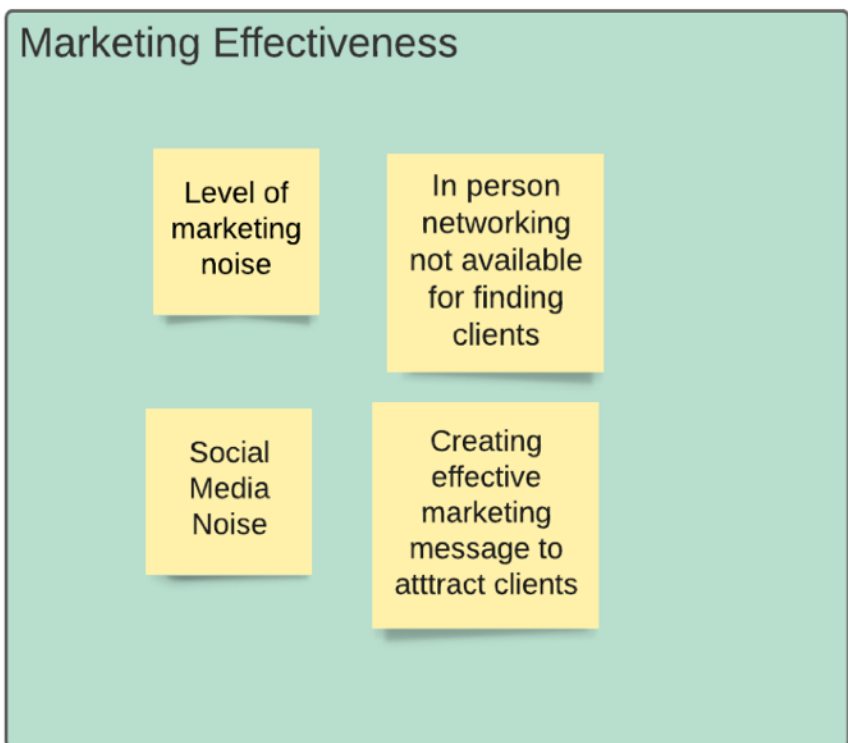 Marketing Effectiveness
Level of
marketing
noise
In person
networking
not available
for finding
clients
Social
Media
Noise
Creating
effective
marketing
message to
atttract clients